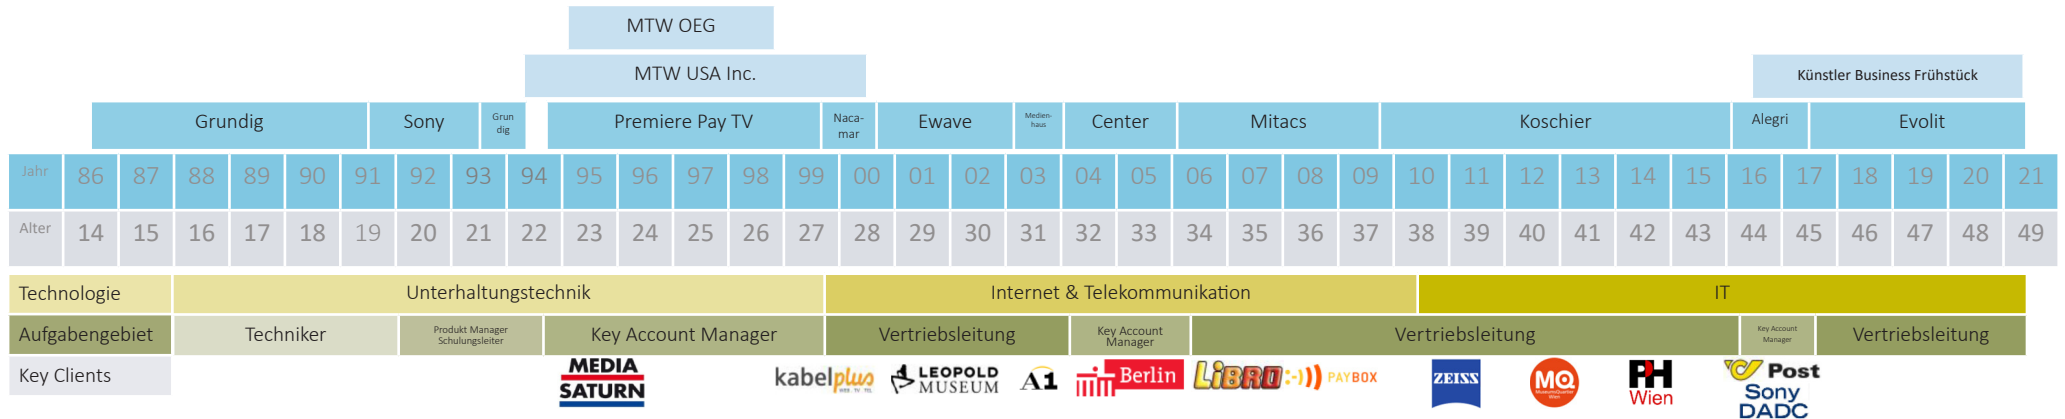 MTW OEG
MTW USA Inc.
Künstler Business Frühstück
Grundig Sony Grun Premiere Pay TV Naca- Ewave Medien- Center Mitacs Koschier Alegri Evolit
dig mar haus
Jahr 86 87 88 89 90 91 92 93 94 95 96 97 98 99 00 01 02 03 04 05 06 07 08 09 10 11 12 13 14 15 16 17 18 19 20 21
Alter 14 15 16 17 18 19 20 21 22 23 24 25 26 27 28 29 30 31 32 33 34 35 36 37 38 39 40 41 42 43 44 45 46 47 48 49
Technologie Unterhaltungstechnik Internet & Telekommunikation IT
Aufgabengebiet Techniker Produkt Manager Key Account Manager Vertriebsleitung Key Account Vertriebsleitung Key Account Vertriebsleitung
Schulungsleiter Manager Manager
Key Clients
MEDIA
SATURN
kabelplus
WEB. TV. TEL.
LEOPOLD
MUSEUM
A1
Berlin
LiBRO :-)))
PAYBOX
ZEISS
MQ
MuseumsQuartier
Wien
PH
Wien
Post
Sony
DADC